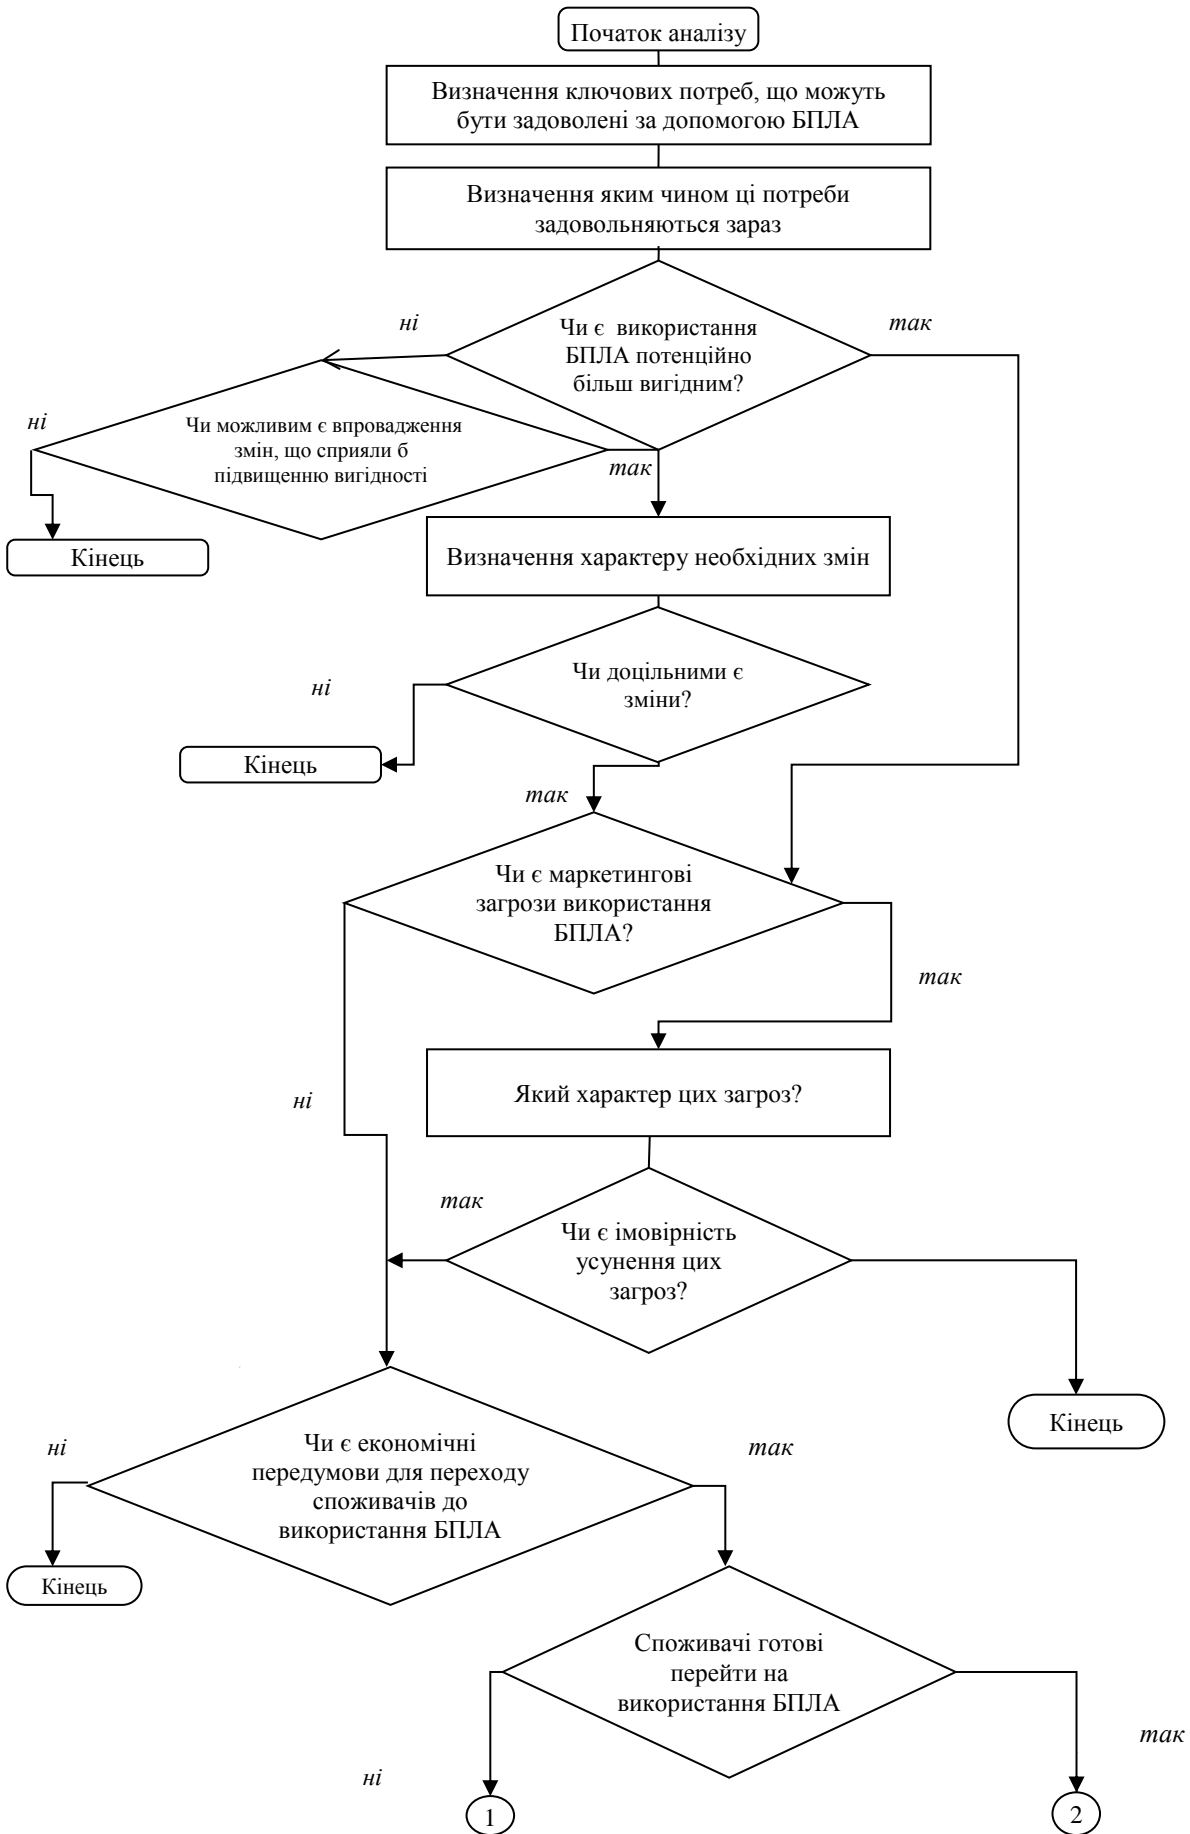 Початок аналізу
Визначення ключових потреб, що можуть
бути задоволені за допомогою БПЛА
Визначення яким чином ці потреби
задовольняються зараз
ні
так
Чи є використання
БПЛА потенційно
більш вигідним?
ні
Чи можливим є впровадження
змін, що сприяли б
підвищенню вигідності
так
Кінець
Визначення характеру необхідних змін
ні
Чи доцільними є
зміни?
Кінець
так
Чи є маркетингові
загрози використання
БПЛА?
так
ні
Який характер цих загроз?
так
Чи є імовірність
усунення цих
загроз?
Кінець
ні
Чи є економічні
передумови для переходу
споживачів до
використання БПЛА
так
Кінець
Споживачі готові
перейти на
використання БПЛА
так
ні
1
2